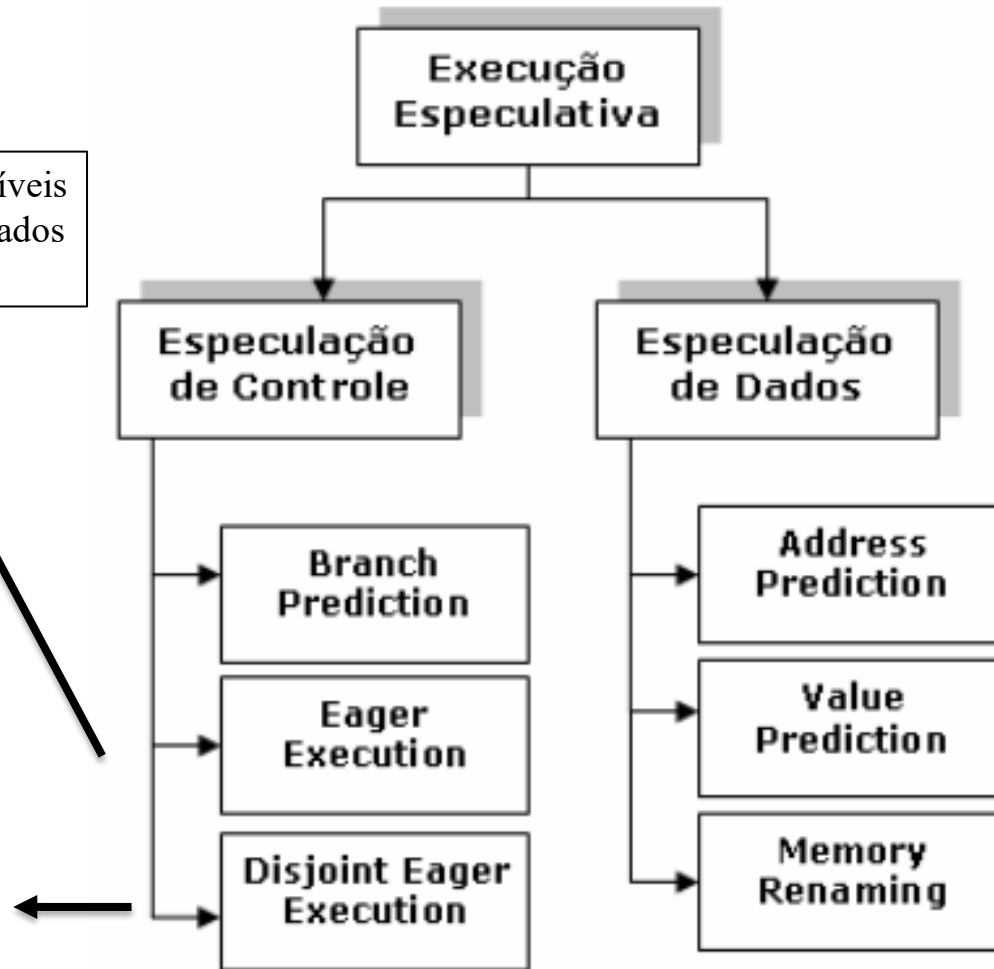 Execução
Especulativa
ados
Especulação
de Controle
Especulação
de Dados
Branch
Prediction
Eager
Execution
Disjoint Eager
Execution
Address
Prediction
Value
Prediction
Memory
Renaming